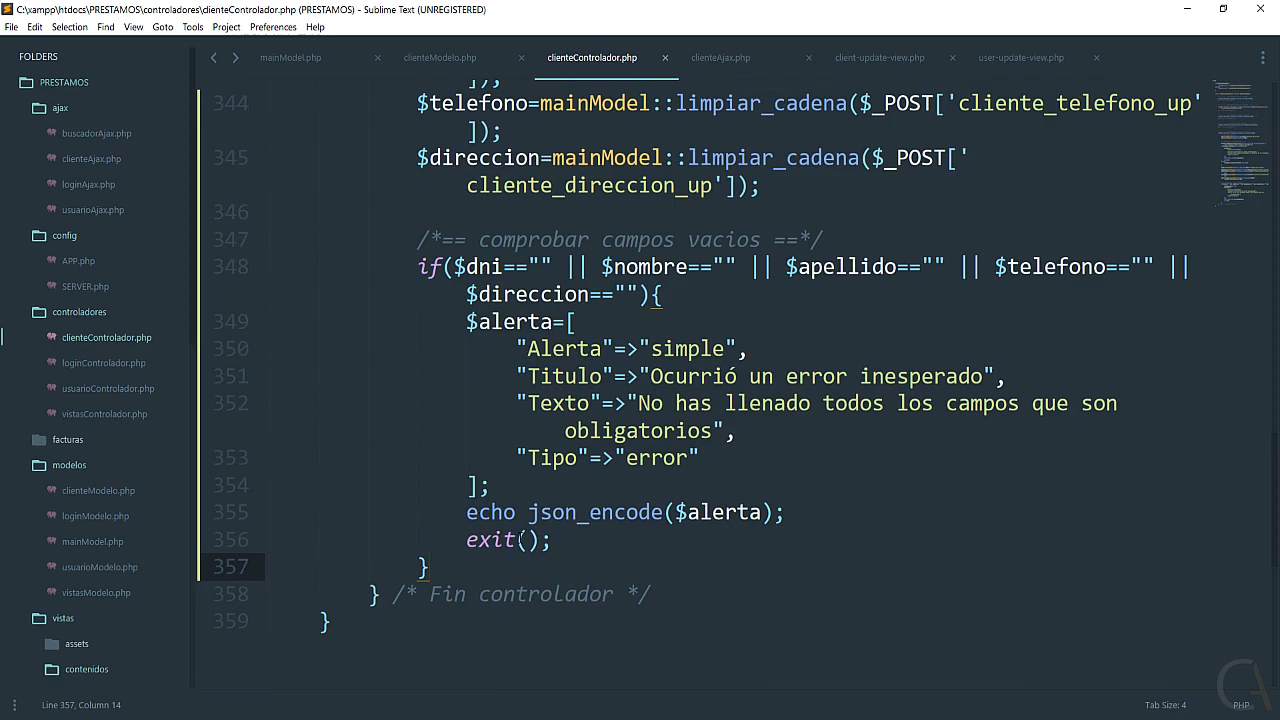 C:\xampp\htdocs\PRESTAMOS\controladores\clienteControlador.php (PRESTAMOS) - Sublime Text (UNREGISTERED)
File Edit Selection Find View Goto Tools Project Preferences Help
FOLDERS
PRESTAMOS
ajax
buscadorAjax.php
clienteAjax.php
loginAjax.php
usuarioAjax.php
config
APP.php
SERVER.php
controladores
clienteControlador.php
loginControlador.php
usuarioControlador.php
vistasControlador.php
facturas
modelos
clienteModelo.php
loginModelo.php
mainModel.php
usuarioModelo.php
vistasModelo.php
vistas
assets
contenidos
mainModel.php clienteModelo.php clienteControlador.php clienteAjax.php client-update-view.php user-update-view.php
]);
344 $telefono=mainModel::limpiar_cadena($_POST['cliente_telefono_up'
]);
345 $direccion=mainModel::limpiar_cadena($_POST['
cliente_direccion_up']);
346
347 /*== comprobar campos vacios ==*/
348 if($dni=="" || $nombre=="" || $apellido=="" || $telefono=="" ||
$direccion==""){
349 $alerta=[
350 "Alerta"=>"simple",
351 "Titulo"=>"Ocurrió un error inesperado",
352 "Texto"=>"No has llenado todos los campos que son
obligatorios",
353 "Tipo"=>"error"
354 ];
355 echo json_encode($alerta);
356 exit();
357 }
358 } /* Fin controlador */
359 }
Line 357, Column 14 Tab Size: 4 PHP